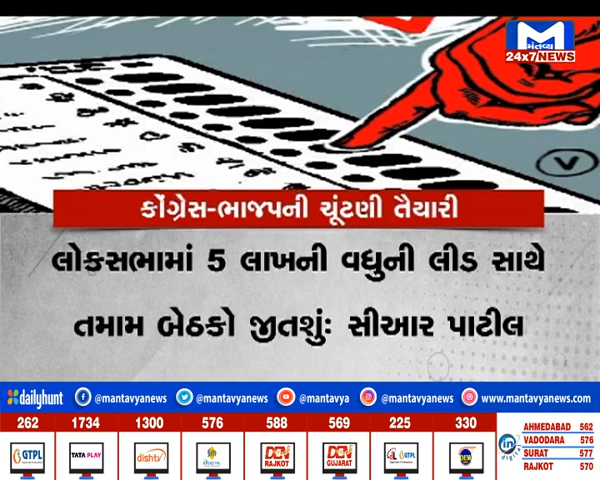 મંતવ્ય
24x7NEWS
V
કોંગ્રેસ-ભાજપની ચૂંટણી તૈયારી
લોકસભામાં 5 લાખની વધુની લીડ સાથે
તમામ બેઠકો જીતશુંઃ સીઆર પાટીલ
dailyhunt @mantavyanews @mantavyanews @mantavya @mantavyanews www.mantavyanews.com
262 1734 1300 576 588 569 225 330
GTPL TATA PLAY dishtv DEN RAJKOT DEN GUJARAT GTPL
in digital
AHMEDABAD 562
VADODARA 576
SURAT 577
RAJKOT 570